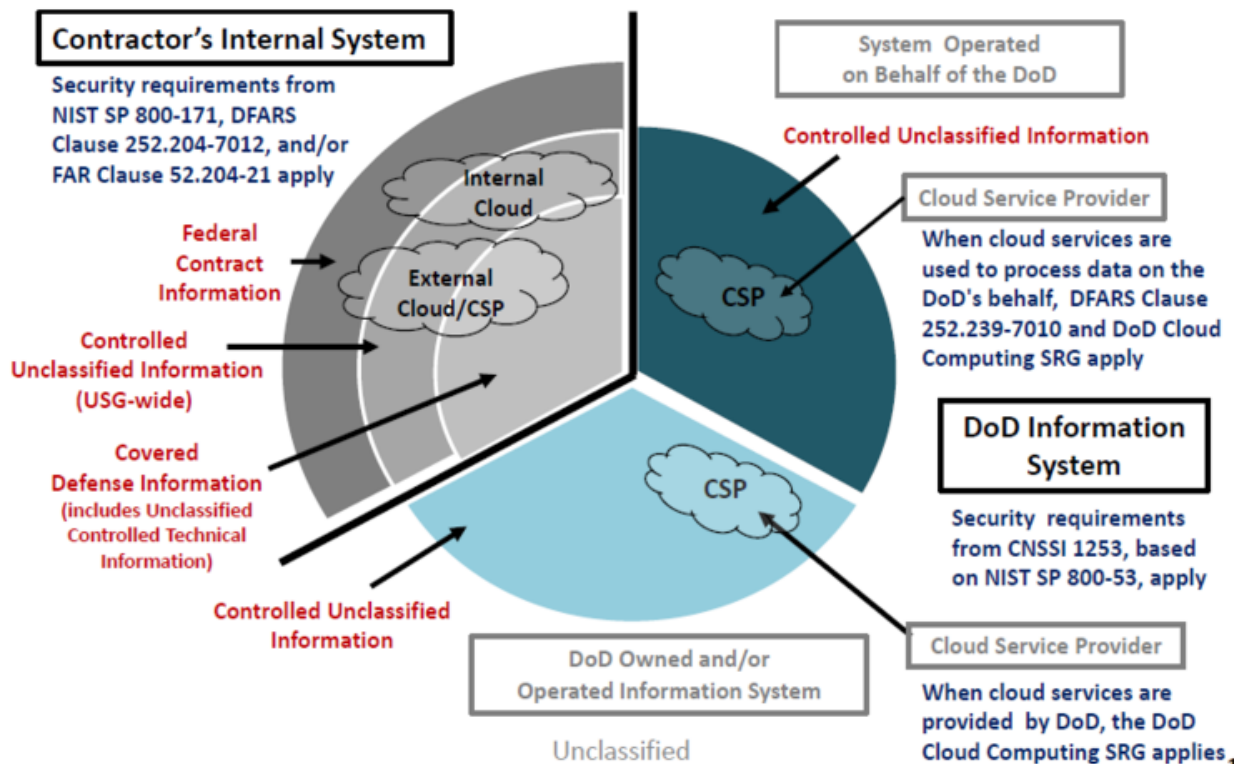 Contractor's Internal System
Security requirements from
NIST SP 800-171, DFARS
Clause 252.204-7012, and/or
FAR Clause 52.204-21 apply
Internal
Cloud
External
Cloud/CSP
Federal
Contract
Information
Controlled
Unclassified Information
(USG-wide)
Covered
Defense Information
(includes Unclassified
Controlled Technical
Information)
System Operated
on Behalf of the DoD
Controlled Unclassified Information
Cloud Service Provider
CSP
When cloud services are
used to process data on the
DoD's behalf, DFARS Clause
252.239-7010 and DoD Cloud
Computing SRG apply
DoD Information
System
Security requirements
from CNSSI 1253, based
on NIST SP 800-53, apply
CSP
Controlled Unclassified
Information
DoD Owned and/or
Operated Information System
Cloud Service Provider
When cloud services are
provided by DoD, the DoD
Cloud Computing SRG applies
Unclassified